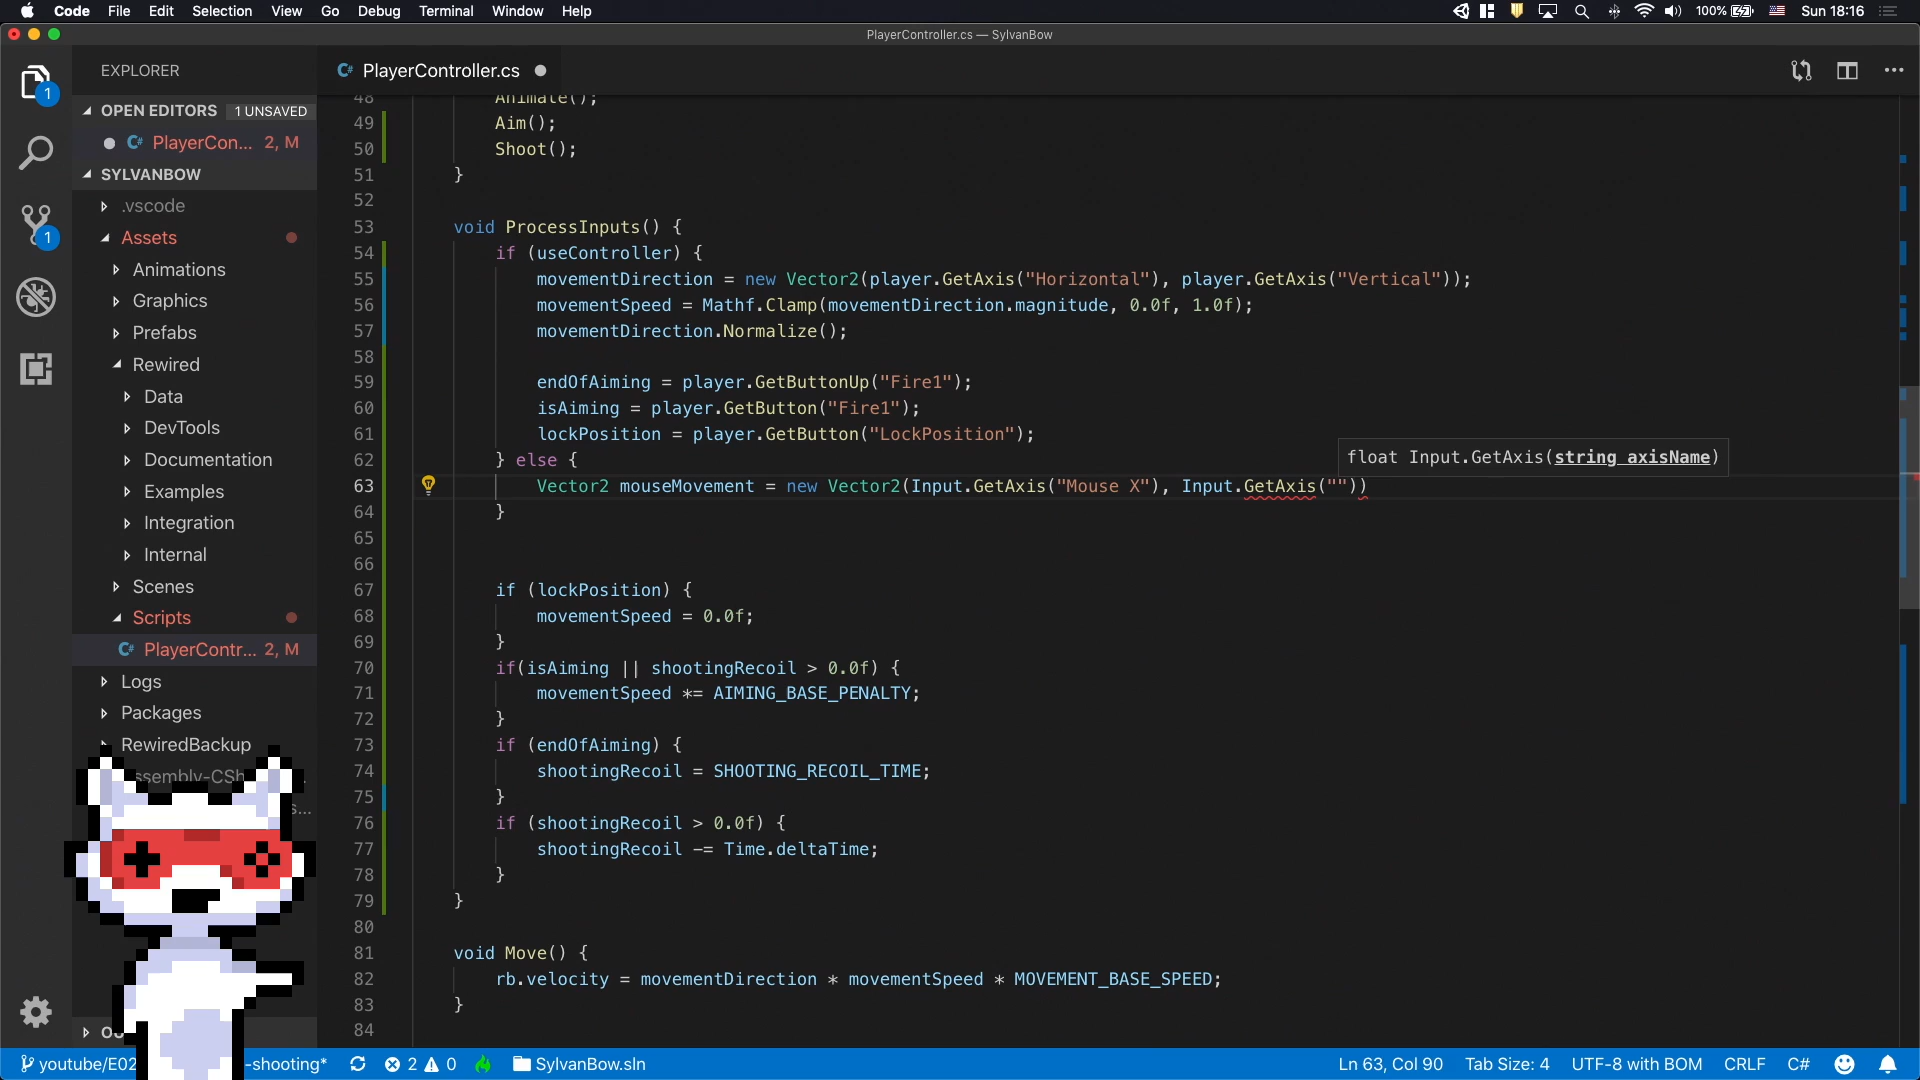 Code File Edit Selection View Go Debug Terminal Window Help 100% Sun 18:16
PlayerController.cs — SylvanBow
EXPLORER
C# PlayerController.cs
OPEN EDITORS 1 UNSAVED
C# PlayerCon... 2, M
SYLVANBOW
.vscode
Assets
Animations
Graphics
Prefabs
Rewired
Data
DevTools
Documentation
Examples
Integration
Internal
Scenes
Scripts
C# PlayerContr... 2, M
Logs
Packages
RewiredBackup
1
1
48 Animate();
49 Aim();
50 Shoot();
51 }
52
53 void ProcessInputs() {
54 if (useController) {
55 movementDirection = new Vector2(player.GetAxis("Horizontal"), player.GetAxis("Vertical"));
56 movementSpeed = Mathf.Clamp(movementDirection.magnitude, 0.0f, 1.0f);
57 movementDirection.Normalize();
58
59 endOfAiming = player.GetButtonUp("Fire1");
60 isAiming = player.GetButton("Fire1");
61 lockPosition = player.GetButton("LockPosition");
62 } else {
float Input.GetAxis(string axisName)
63 Vector2 mouseMovement = new Vector2(Input.GetAxis("Mouse X"), Input.GetAxis(""))
64 }
65
66
67 if (lockPosition) {
68 movementSpeed = 0.0f;
69 }
70 if(isAiming || shootingRecoil > 0.0f) {
71 movementSpeed *= AIMING_BASE_PENALTY;
72 }
73 if (endOfAiming) {
74 shootingRecoil = SHOOTING_RECOIL_TIME;
75 }
76 if (shootingRecoil > 0.0f) {
77 shootingRecoil -= Time.deltaTime;
78 }
79 }
80
81 void Move() {
82 rb.velocity = movementDirection * movementSpeed * MOVEMENT_BASE_SPEED;
83 }
84
youtube/E02 -shooting* 2 0 SylvanBow.sln Ln 63, Col 90 Tab Size: 4 UTF-8 with BOM CRLF C#